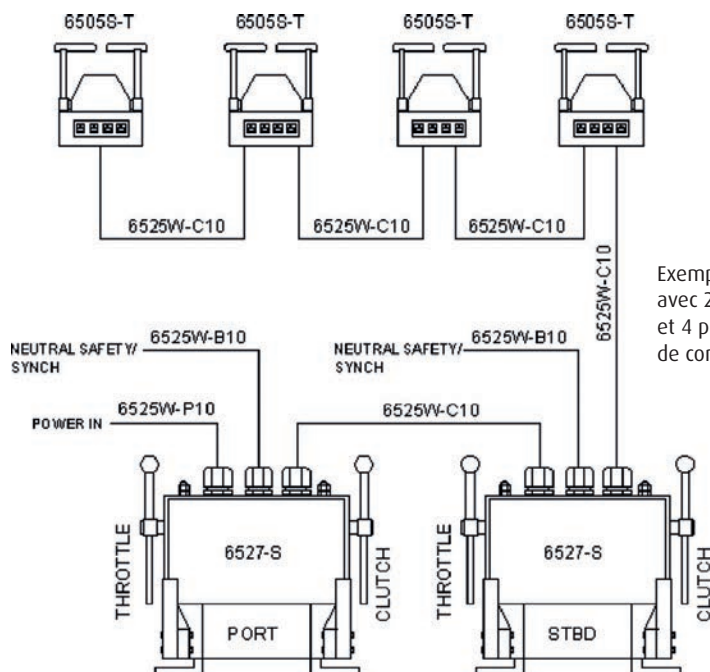 6505S-T 6505S-T 6505S-T 6505S-T
6525W-C10 6525W-C10 6525W-C10
6525W-C10
Exemp
avec 2
et 4 p
de con
NEUTRAL SAFETY/
SYNCH
6525W-B10
NEUTRAL SAFETY/
SYNCH
6525W-B10
POWER IN
6525W-P10
6525W-C10
THROTTLE
6527-S
CLUTCH
PORT
THROTTLE
6527-S
CLUTCH
STBD